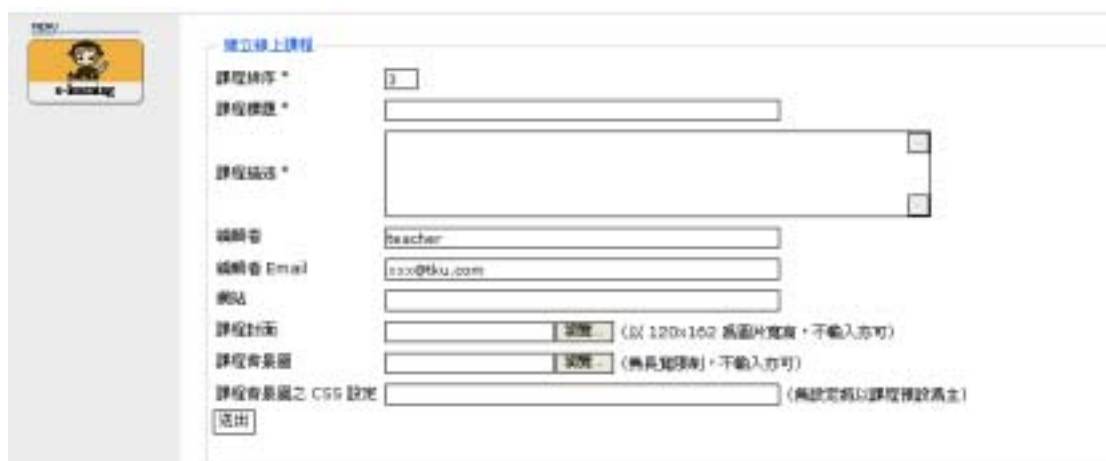 MENU
e-learning
建立線上課程
課程排序 *
3
課程標題 *
課程描述 *
編輯者
teacher
編輯者 Email
xxx@tku.com
網站
課程封面
瀏覽...
(以 120x162 為圖片寬高,不輸入亦可)
課程背景圖
瀏覽...
(無長寬限制,不輸入亦可)
課程背景圖之 CSS 設定
(無設定將以課程預設為主)
送出